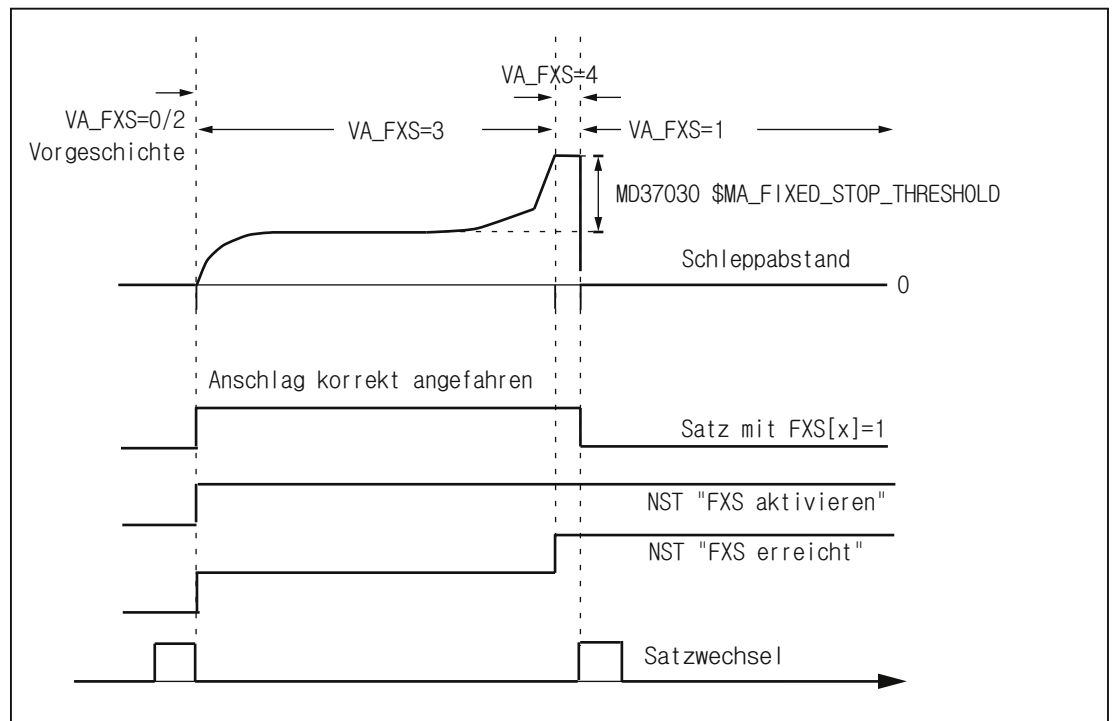 VA_FXS=4
VA_FXS=0/2
Vorgeschichte
VA_FXS=3
VA_FXS=1
MD37030 $MA_FIXED_STOP_THRESHOLD
Schleppabstand
0
Anschlag korrekt angefahren
Satz mit FXS[x]=1
NST "FXS aktivieren"
NST "FXS erreicht"
Satzwechsel